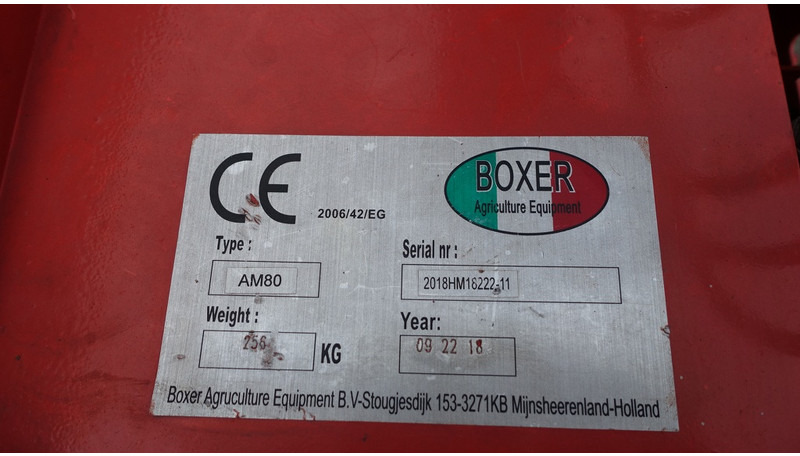 CE 2006/42/EG
BOXER
Agriculture Equipment
Type :
AM80
Serial nr :
2018HM18222-11
Weight :
256 KG
Year:
09 22 18
Boxer Agruculture Equipment B.V-Stougjesdijk 153-3271KB Mijnsheerenland-Holland